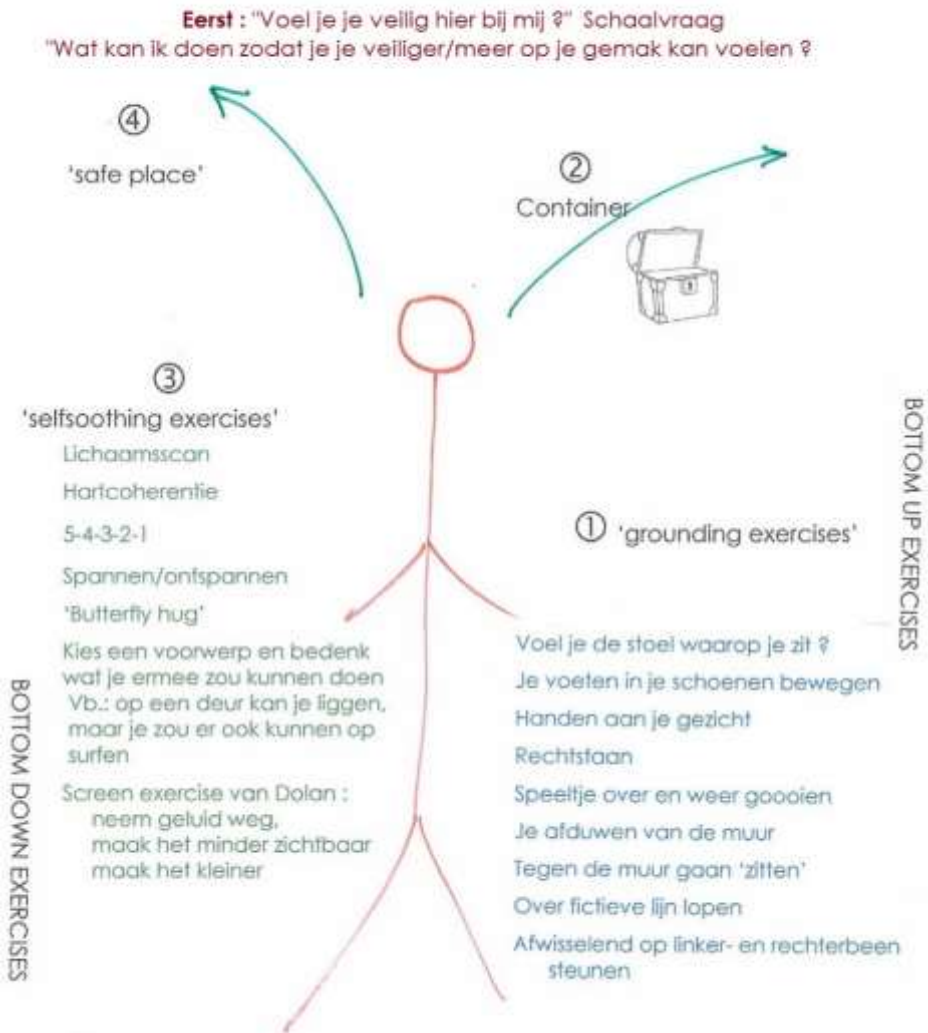 Eerst : "Voel je je veilig hier bij mij ?" Schaalvraag
"Wat kan ik doen zodat je je veiliger/meer op je gemak kan voelen ?
④
'safe place'
②
Container
③
'selfsoothing exercises'
Lichaamsscan
Hartcoherentie
5-4-3-2-1
Spannen/ontspannen
'Butterfly hug'
Kies een voorwerp en bedenk
wat je ermee zou kunnen doen
Vb.: op een deur kan je liggen,
maar je zou er ook kunnen op
surfen
Screen exercise van Dolan :
neem geluid weg,
maak het minder zichtbaar
maak het kleiner
BOTTOM DOWN EXERCISES
① 'grounding exercises'
Voel je de stoel waarop je zit ?
Je voeten in je schoenen bewegen
Handen aan je gezicht
Rechtstaan
Speeltje over en weer goooien
Je afduwen van de muur
Tegen de muur gaan 'zitten'
Over fictieve lijn lopen
Afwisselend op linker- en rechterbeen
steunen
BOTTOM UP EXERCISES